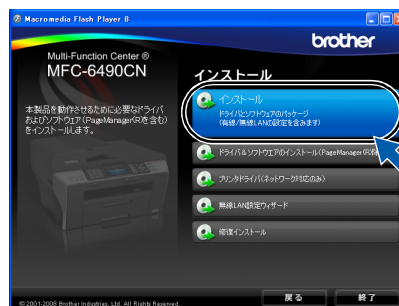 Macromedia Flash Player 8
brother
Multi-Function Center ®
MFC-6490CN
インストール
本製品を動作させるために必要なドライバ
およびソフトウェア(PageManager(R)を含む)
をインストールします。
インストール
ドライバとソフトウェアのパッケージ
(有線/無線LANの設定を含みます)
ドライバ&ソフトウェアのインストール(PageManager(R)
プリンタドライバ(ネットワーク対応のみ)
無線LAN設定ウィザード
修復インストール
© 2001-2008 Brother Industries, Ltd. All Rights Reserved.
戻る
終了